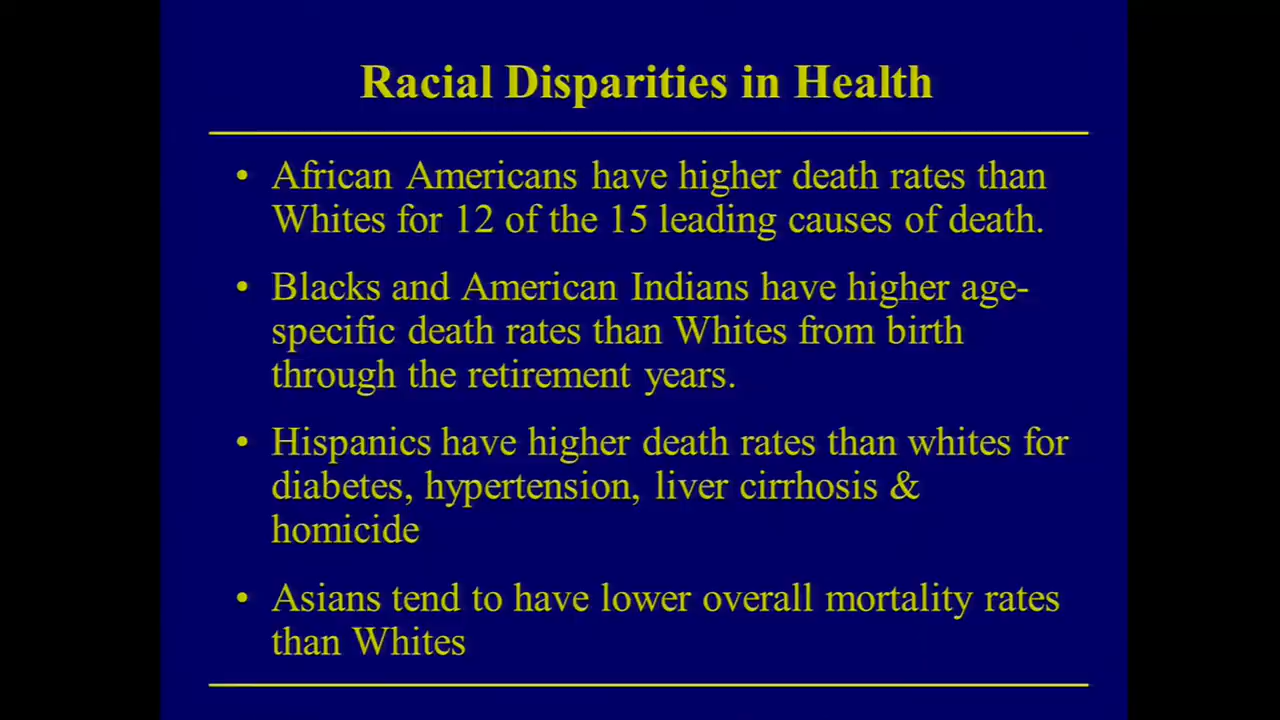 Racial Disparities in Health
• African Americans have higher death rates than
Whites for 12 of the 15 leading causes of death.
• Blacks and American Indians have higher age-
specific death rates than Whites from birth
through the retirement years.
• Hispanics have higher death rates than whites for
diabetes, hypertension, liver cirrhosis &
homicide
• Asians tend to have lower overall mortality rates
than Whites